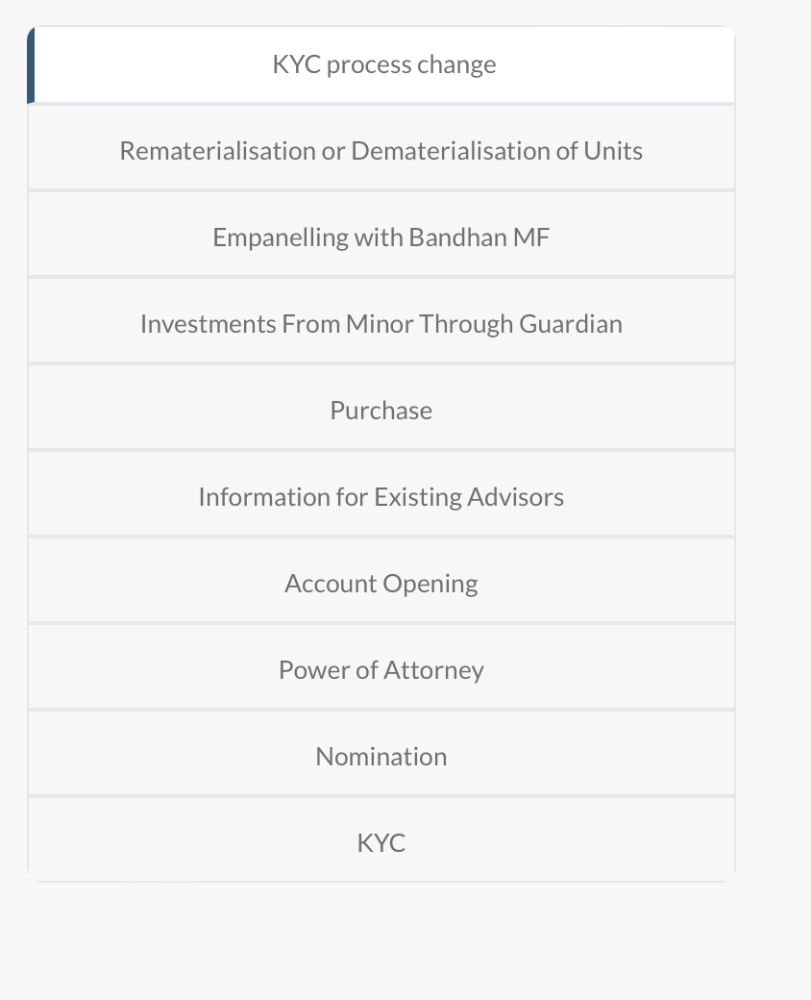 KYC process change
Rematerialisation or Dematerialisation of Units
Empanelling with Bandhan MF
Investments From Minor Through Guardian
Purchase
Information for Existing Advisors
Account Opening
Power of Attorney
Nomination
KYC